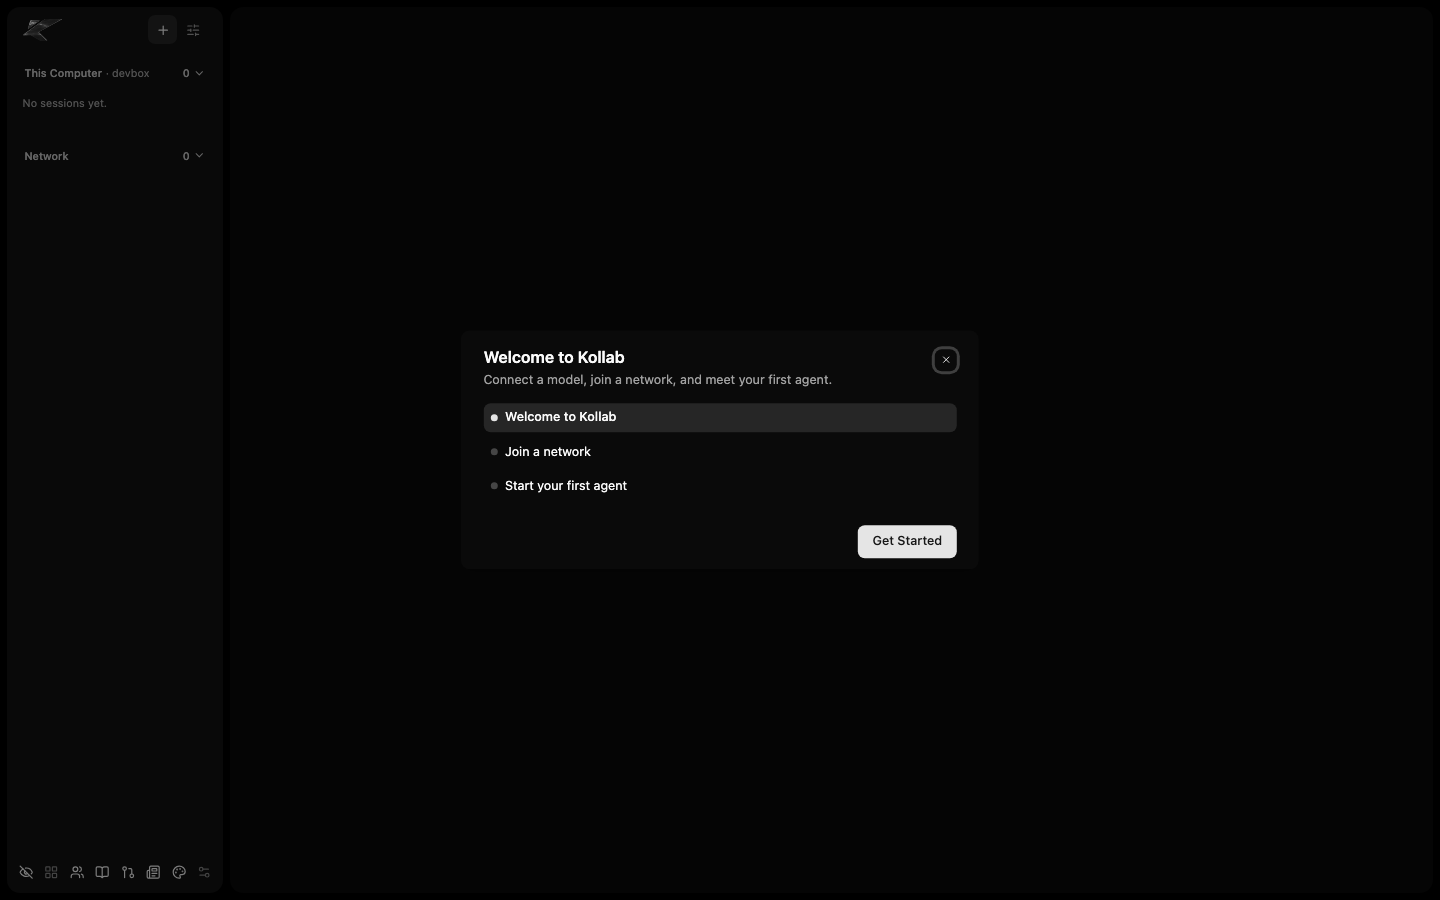 This Computer · devbox 0
No sessions yet.
Network 0
Welcome to Kollab
Connect a model, join a network, and meet your first agent.
Welcome to Kollab
Join a network
Start your first agent
Get Started